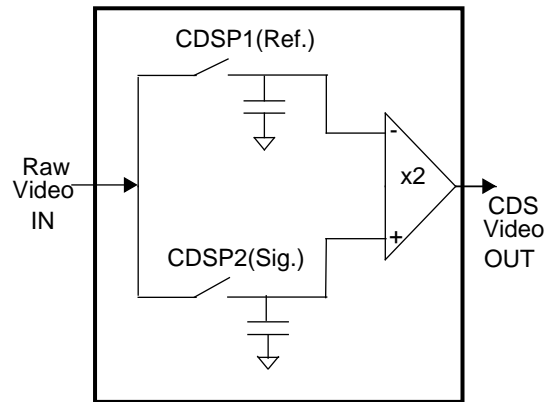 CDSP1(Ref.)
-
Raw
Video
IN
x2
CDS
Video
OUT
+
CDSP2(Sig.)